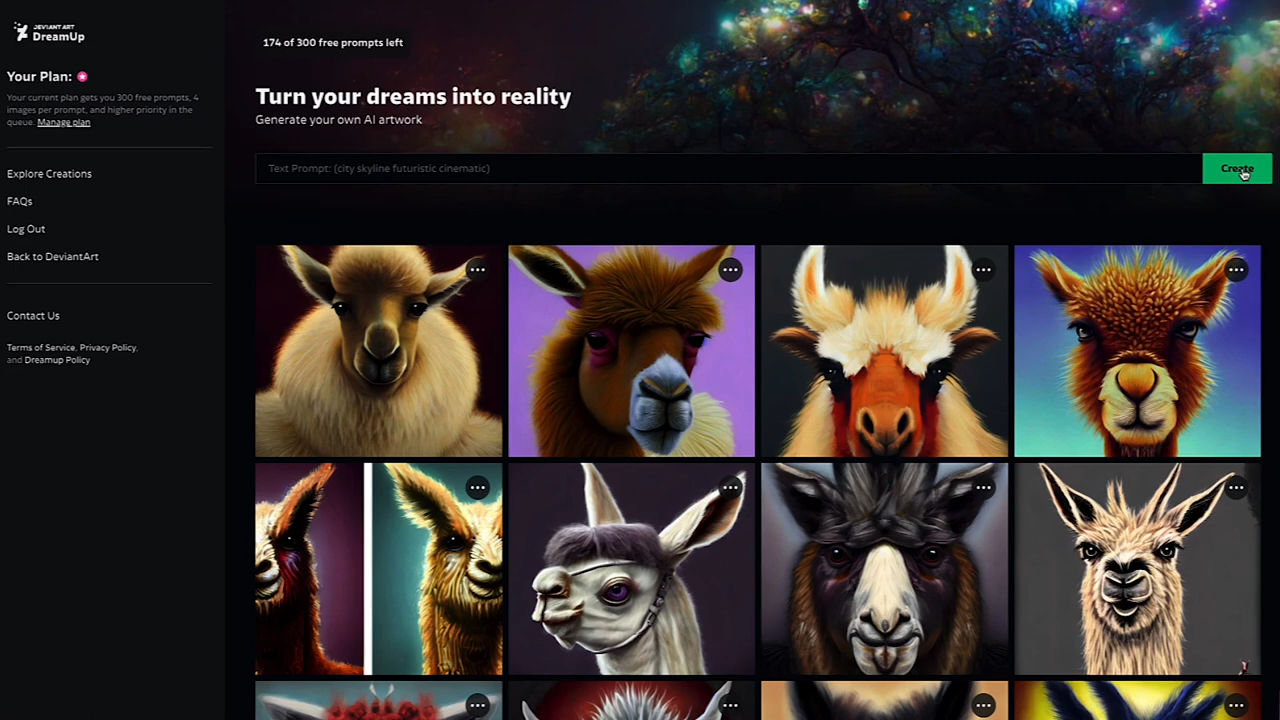 JEVIANT ART
DreamUp
Your Plan:
Your current plan gets you 300 free prompts, 4
images per prompt, and higher priority in the
queue. Manage plan
Explore Creations
FAQs
Log Out
Back to DeviantArt
Contact Us
Terms of Service, Privacy Policy,
and Dreamup Policy
174 of 300 free prompts left
Turn your dreams into reality
Generate your own AI artwork
Text Prompt: (city skyline futuristic cinematic)
Create